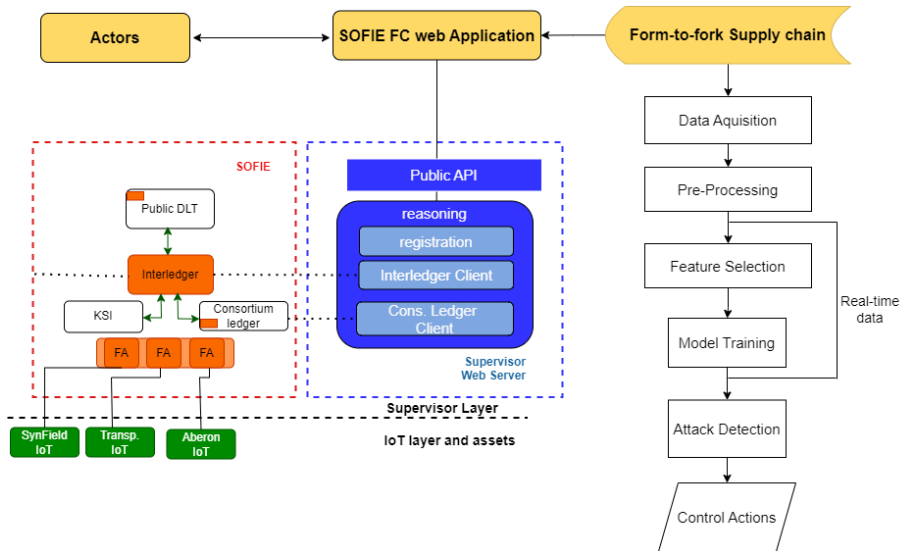 Actors
SOFIE FC web Application
Form-to-fork Supply chain
Data Aquisition
SOFIE
Public API
Pre-Processing
Public DLT
reasoning
registration
Interledger
Interledger Client
Feature Selection
KSI
Consortium
ledger
Cons. Ledger
Client
Real-time
data
Model Training
FA
FA
FA
Supervisor
Web Server
Supervisor Layer
SynField
IoT
Transp.
IoT
Aberon
IoT
IoT layer and assets
Attack Detection
Control Actions